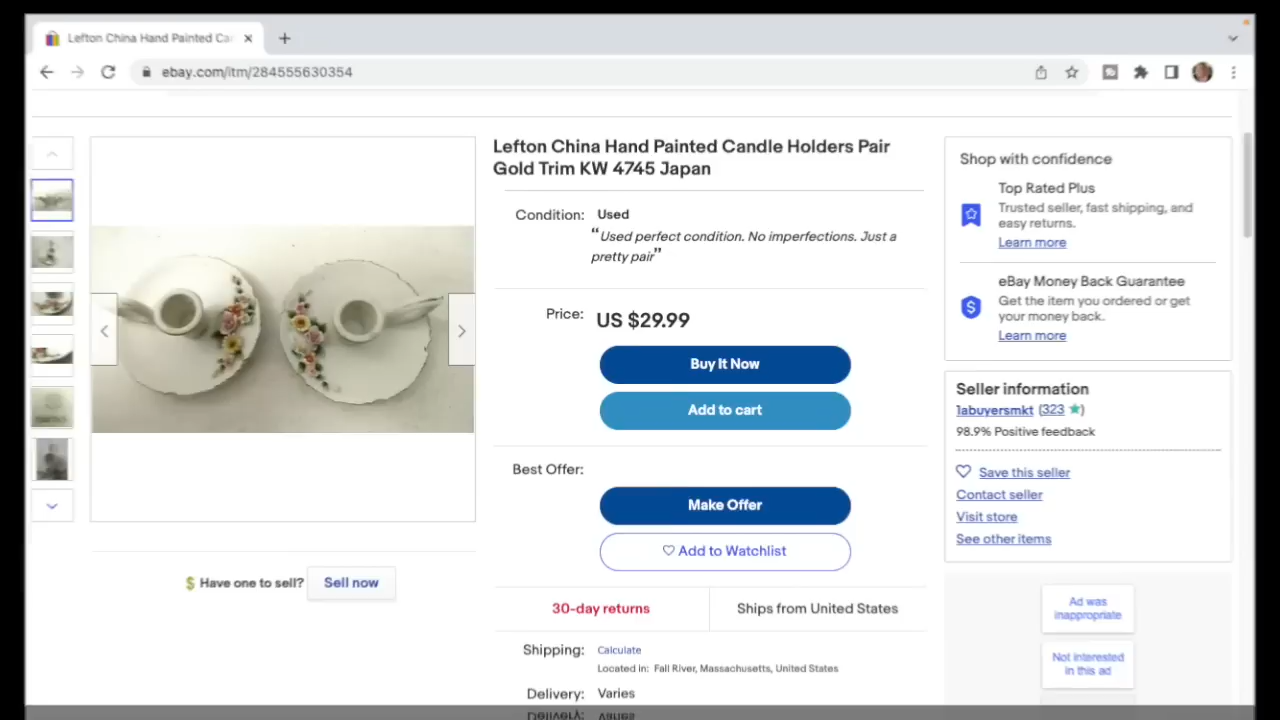 Lefton China Hand Painted Ca
ebay.com/itm/284555630354
Lefton China Hand Painted Candle Holders Pair
Gold Trim KW 4745 Japan
Condition: Used
“Used perfect condition. No imperfections. Just a
pretty pair”
Price: US $29.99
Buy It Now
Add to cart
Best Offer:
Make Offer
Add to Watchlist
30-day returns
Ships from United States
Shipping: Calculate
Located in: Fall River, Massachusetts, United States
Delivery: Varies
Delivery: Varies
$ Have one to sell? Sell now
Shop with confidence
Top Rated Plus
Trusted seller, fast shipping, and
easy returns.
Learn more
eBay Money Back Guarantee
Get the item you ordered or get
your money back.
Learn more
Seller information
1abuyersmkt (323)
98.9% Positive feedback
Save this seller
Contact seller
Visit store
See other items
Ad was
inappropriate
Not interested
in this ad